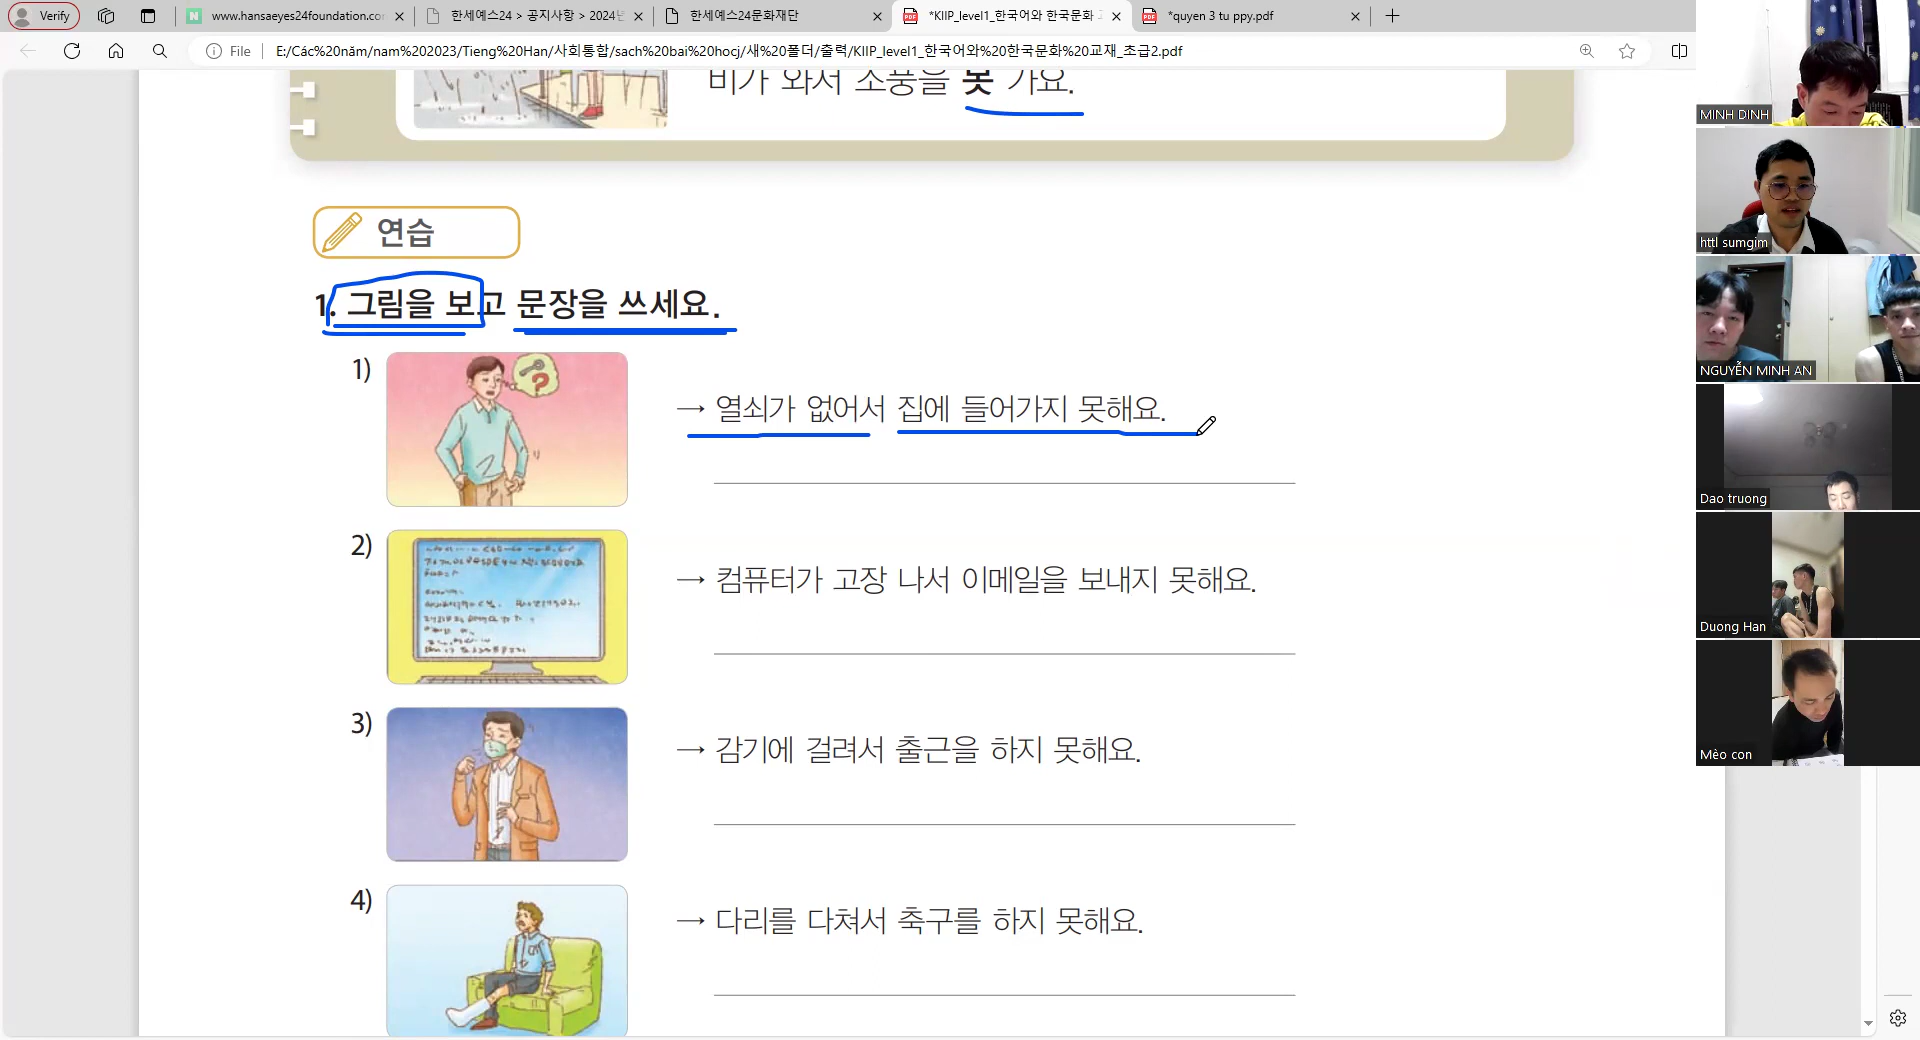 Verify
www.hansaeyes24foundation.cor
한세예스24 > 공지사항 > 2024년
한세예스24문화재단
*KIIP_level1_한국어와 한국문화
*quyen 3 tu ppy.pdf
File
E:/Các%20năm/nam%202023/Tieng%20Han/사회통합/sach%20bai%20hocj/새%20폴더/출력/KIIP_level1_한국어와%20한국문화%20교재_초급2.pdf
비가 와서 소풍을 못 가요.
연습
1. 그림을 보고 문장을 쓰세요.
1)
→ 열쇠가 없어서 집에 들어가지 못해요.
2)
→ 컴퓨터가 고장 나서 이메일을 보내지 못해요.
3)
→ 감기에 걸려서 출근을 하지 못해요.
4)
→ 다리를 다쳐서 축구를 하지 못해요.
MINH DINH
httl sumgim
NGUYỄN MINH AN
Dao truong
Duong Han
Mèo con